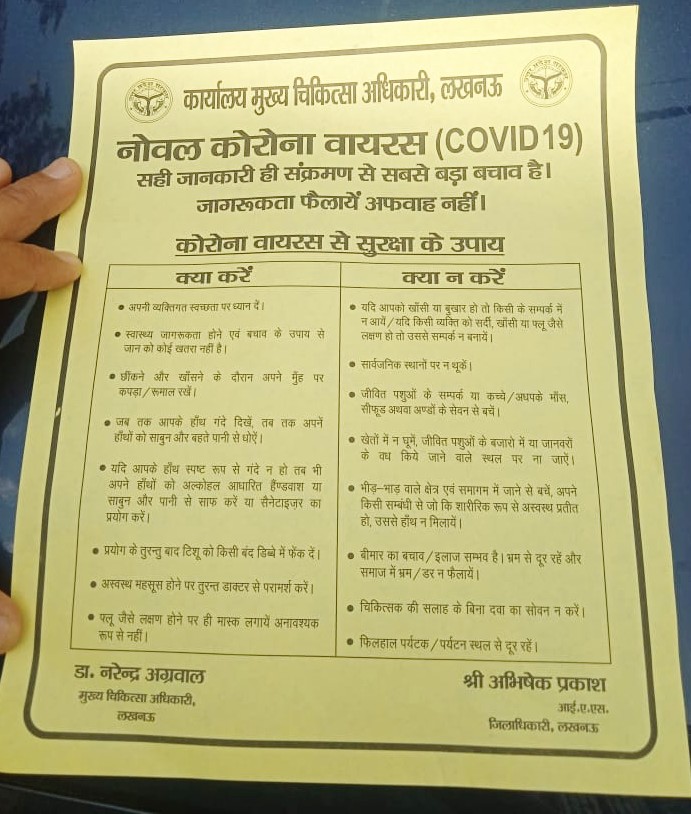 कार्यालय मुख्य चिकित्सा अधिकारी, लखनऊ
नोवल कोरोना वायरस (COVID19)
सही जानकारी ही संक्रमण से सबसे बड़ा बचाव है।
जागरूकता फैलायें अफवाह नहीं।
कोरोना वायरस से सुरक्षा के उपाय
क्या करें
• अपनी व्यक्तिगत स्वच्छता पर ध्यान दें।
• स्वास्थ्य जागरूकता होने एवं बचाव के उपाय से
जान को कोई खतरा नहीं है।
• छींकने और खाँसने के दौरान अपने मुँह पर
कपड़ा/रूमाल रखें।
• जब तक आपके हाँथ गंदे दिखें, तब तक अपनें
हाँथों को साबुन और बहते पानी से धोऐं।
• यदि आपके हाँथ स्पष्ट रूप से गंदे न हो तब भी
अपने हाँथों को अल्कोहल आधारित हैंण्डवाश या
साबुन और पानी से साफ करें या सैनेटाइज़र का
प्रयोग करें।
• प्रयोग के तुरन्तु बाद टिशू को किसी बंद डिब्बे में फेंक दें।
• अस्वस्थ महसूस होने पर तुरन्त डाक्टर से परामर्श करें।
• फ्लू जैसे लक्षण होने पर ही मास्क लगायें अनावश्यक
रूप से नहीं।
क्या न करें
• यदि आपको खाँसी या बुखार हो तो किसी के सम्पर्क में
न आयें/यदि किसी व्यक्ति को सर्दी, खाँसी या फ्लू जैसे
लक्षण हो तो उससे सम्पर्क न बनायें।
• सार्वजनिक स्थानों पर न थूकें।
• जीवित पशुओं के सम्पर्क या कच्चे/अधपके माँस,
सीफूड अथवा अण्डों के सेवन से बचें।
• खेतों में न घूमें, जीवित पशुओं के बजारो में या जानवरों
के वध किये जाने वाले स्थल पर ना जाऐं।
• भीड़-भाड़ वाले क्षेत्र एवं समागम में जाने से बचें, अपने
किसी सम्बंधी से जो कि शारीरिक रूप से अस्वस्थ प्रतीत
हो, उससे हाँथ न मिलायें।
• बीमार का बचाव/इलाज सम्भव है। भ्रम से दूर रहें और
समाज में भ्रम/डर न फैलायें।
• चिकित्सक की सलाह के बिना दवा का सोवन न करें।
• फिलहाल पर्यटक/पर्यटन स्थल से दूर रहें।
डा. नरेन्द्र अग्रवाल
मुख्य चिकित्सा अधिकारी,
लखनऊ
श्री अभिषेक प्रकाश
आई.ए.एस.
जिलाधिकारी, लखनऊ